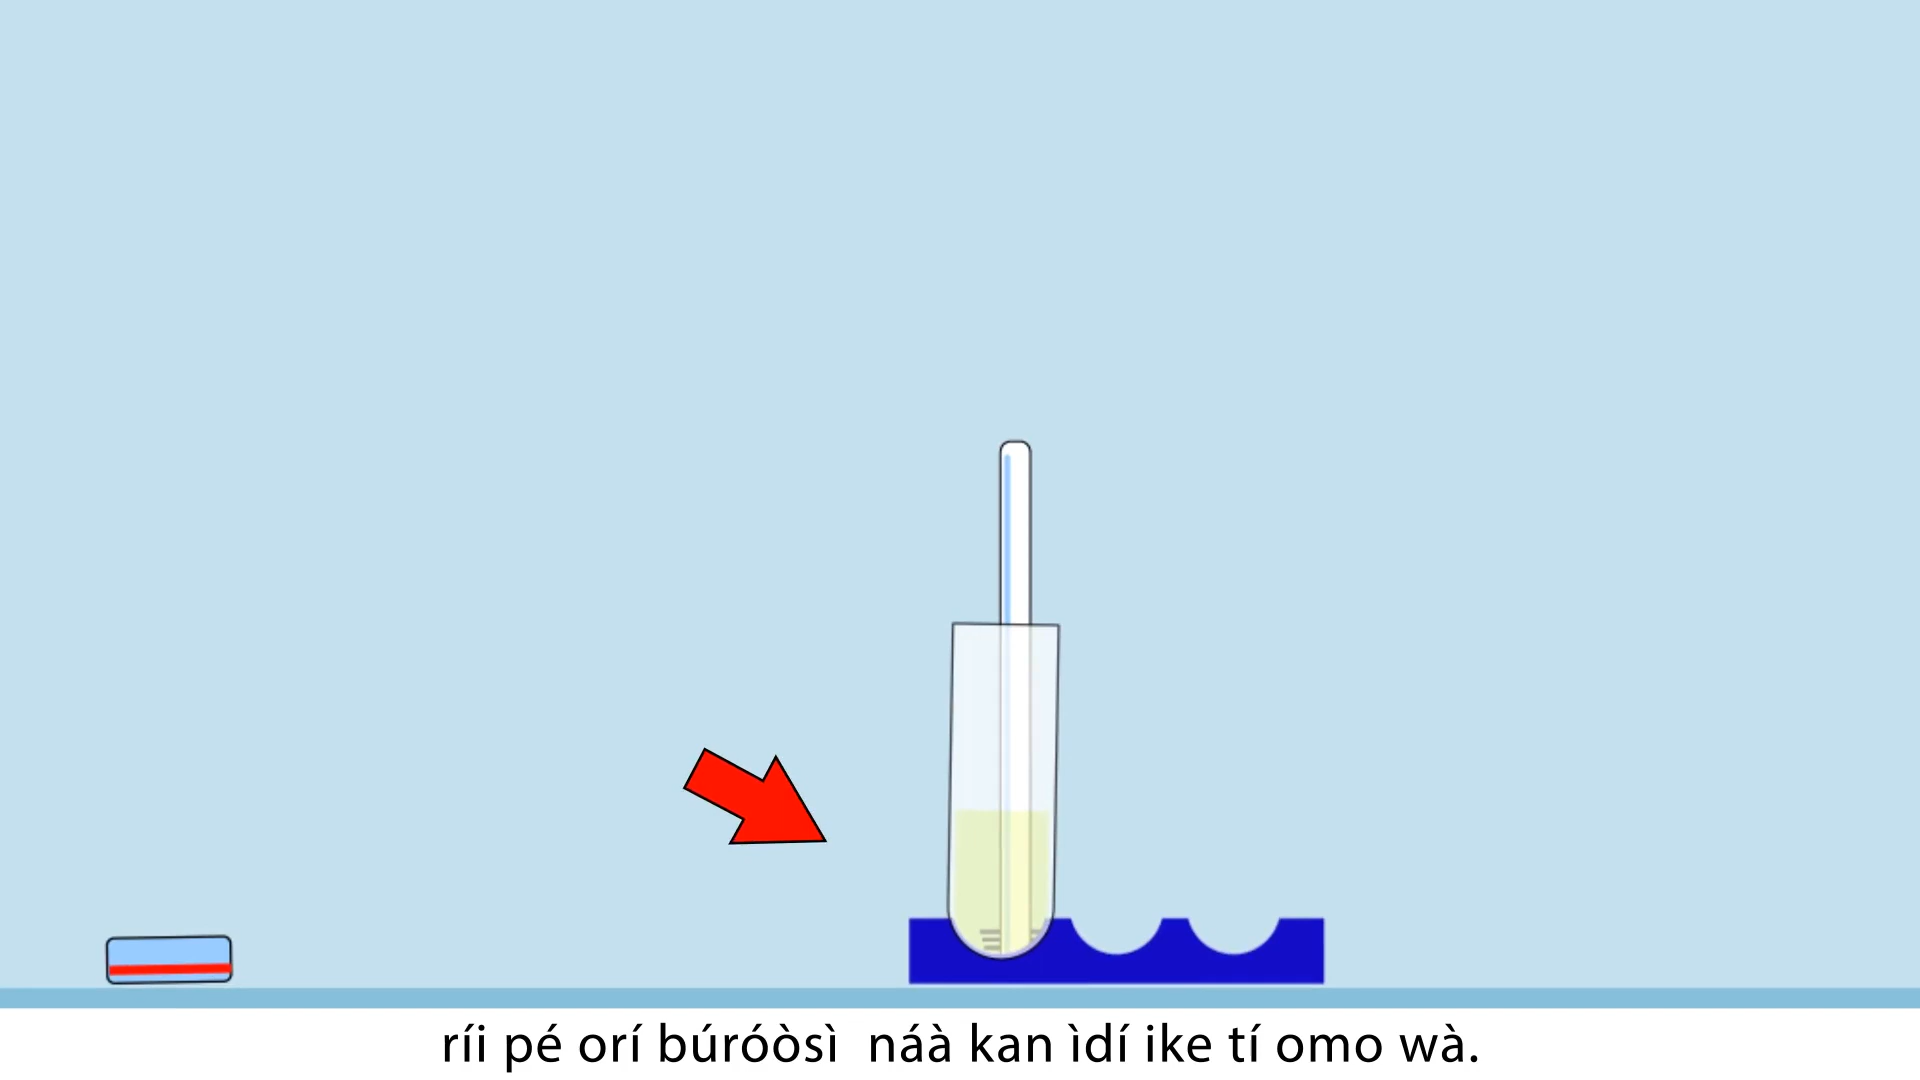 ríi pé orí búróòsì  náà kan ìdí ike tí omo wà.